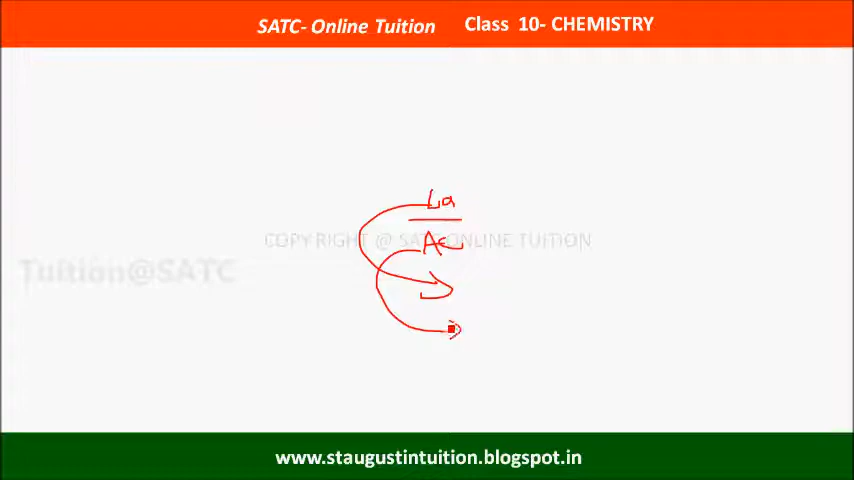 SATC- Online Tuition Class 10- CHEMISTRY
La
COPY RIGHT @ SATC ONLINE TUITION
Ac
Tuition@SATC
www.staugustintuition.blogspot.in